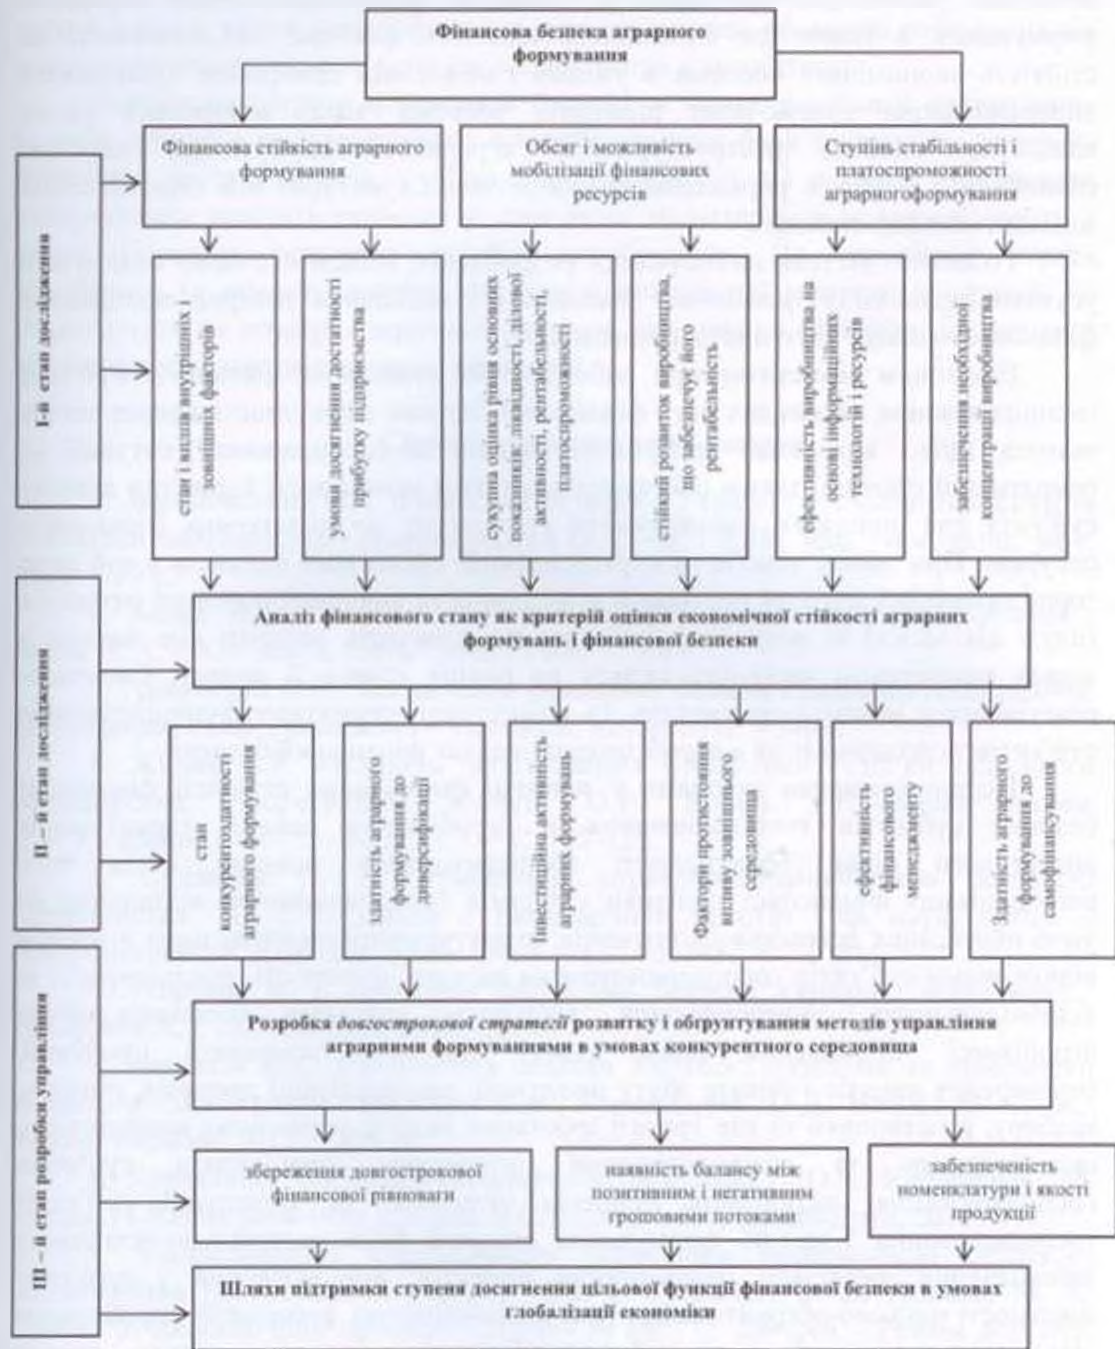 Фінансова безпека аграрного
формування
Фінансова стійкість аграрного
формування
Обсяг і можливість
мобілізації фінансових
ресурсів
Ступінь стабільності і
платоспроможності
аграрногоформування
І-й етап дослідження
стан і вплив внутрішніх і
зовнішніх факторів
умови досягнення достатності
прибутку підприємства
сукупна оцінка рівня основних
показників: ліквідності, ділової
активності, рентабельності,
платоспроможності
стійкий розвиток виробництва,
що забезпечує його
рентабельність
ефективність виробництва на
основі інформаційних
технологій і ресурсів
забезпечення необхідної
концентрації виробництва
ІІ-й етап дослідження
Аналіз фінансового стану як критерій оцінки економічної стійкості аграрних
формувань і фінансової безпеки
стан
конкурентоздатності
аграрного формування
здатність аграрного
формування до
диверсифікації
Інвестиційна активність
аграрних формувань
Фактори протистояння
впливу зовнішнього
середовища
ефективність
фінансового
менеджменту
Здатність аграрного
формування до
самофінансування
ІІІ – й етап розробки управління
Розробка довгострокової стратегії розвитку і обґрунтування методів управління
аграрними формуваннями в умовах конкурентного середовища
збереження довгострокової
фінансової рівноваги
наявність балансу між
позитивним і негативним
грошовими потоками
забезпеченість
номенклатури і якості
продукції
Шляхи підтримки ступеня досягнення цільової функції фінансової безпеки в умовах
глобалізації економіки